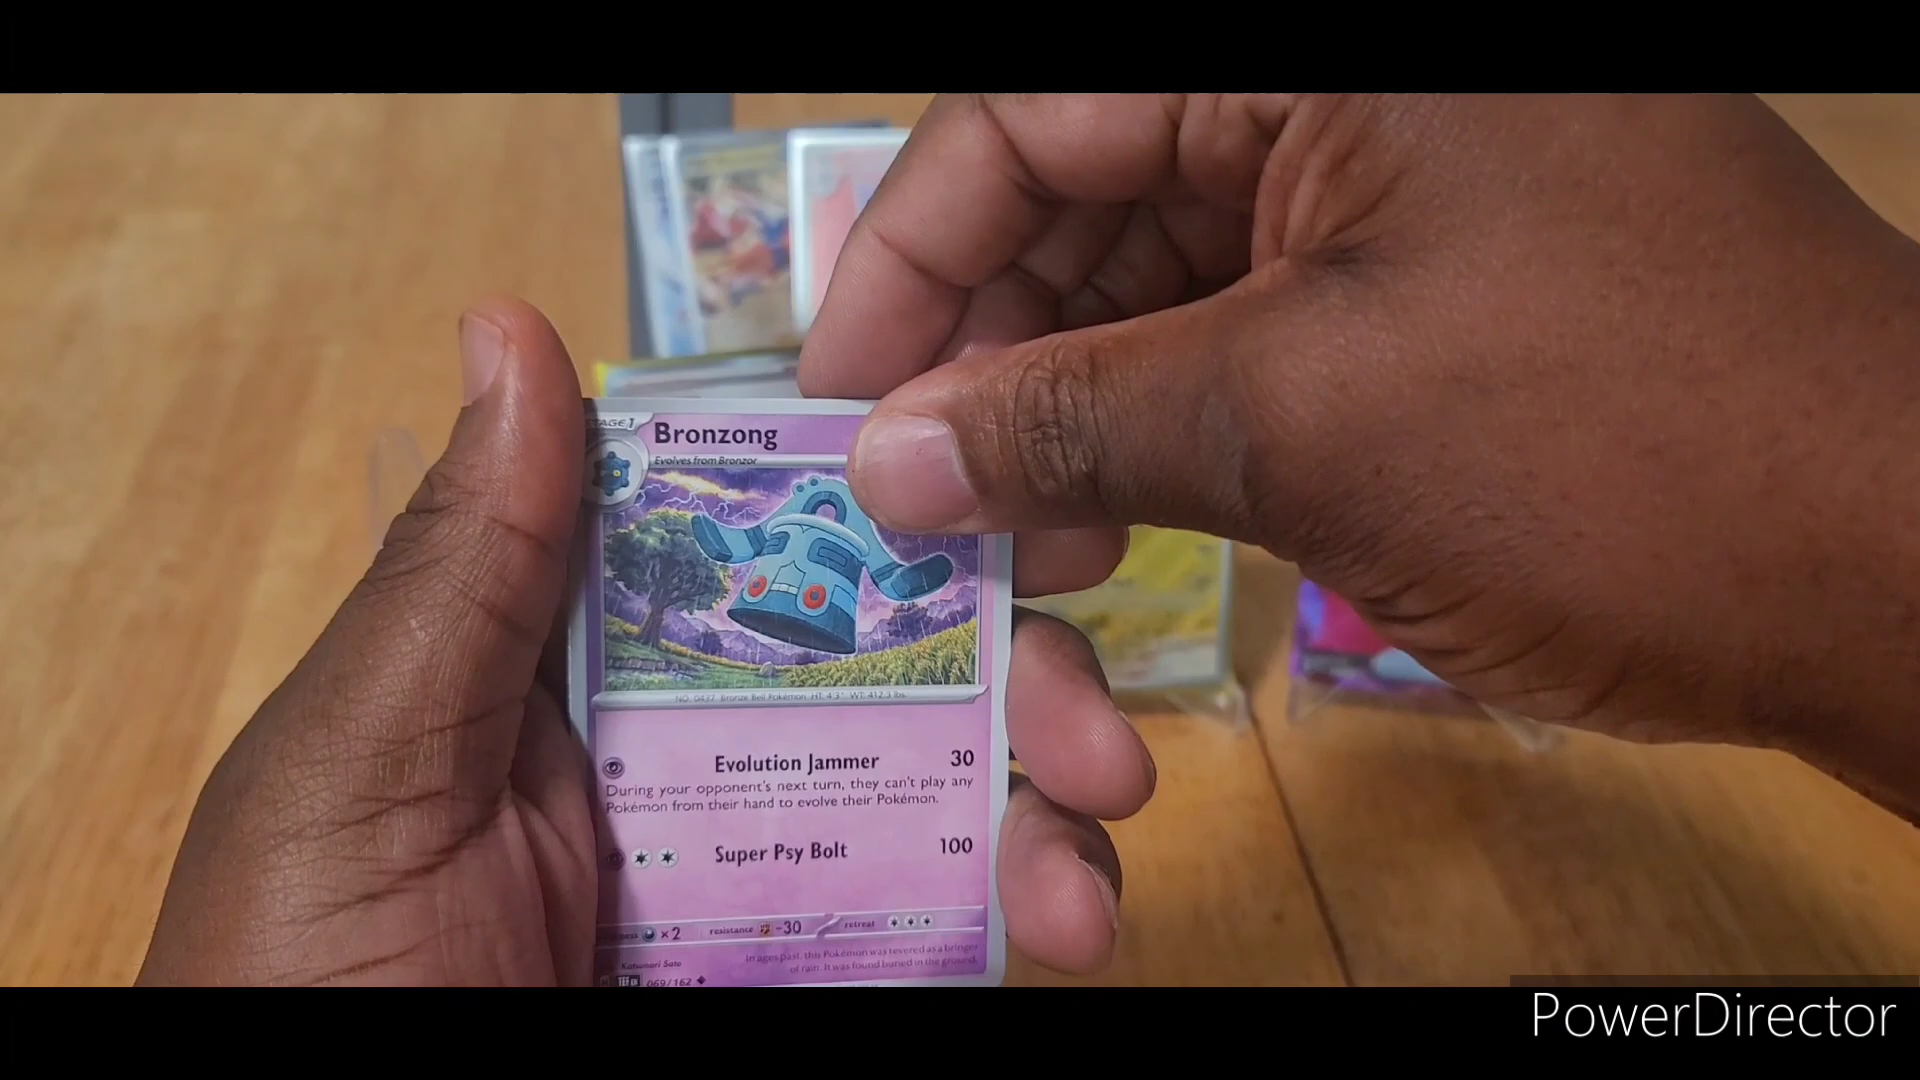 STAGE 1
Bronzong
Evolves from Bronzor
NO. 0437 Bronze Bell Pokémon HT: 4'3" WT: 412.3 lbs.
Evolution Jammer 30
During your opponent's next turn, they can't play any
Pokémon from their hand to evolve their Pokémon.
Super Psy Bolt 100
×2 resistance -30 retreat
Katsunori Sato
In ages past, this Pokémon was revered as a bringer
of rain. It was found buried in the ground.
TEF EN 069/162
PowerDirector